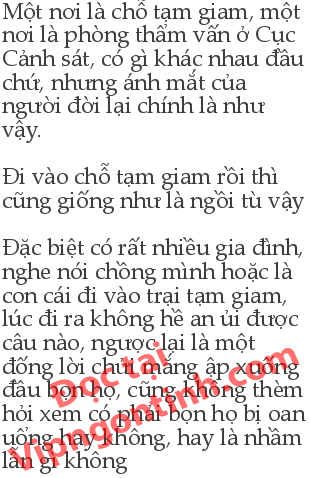 Một nơi là chỗ tạm giam, một
nơi là phòng thẩm vấn ở Cục
Cảnh sát, có gì khác nhau đâu
chứ, nhưng ánh mắt của
người đời lại chính là như
vậy.
Đi vào chỗ tạm giam rồi thì
cũng giống như là ngồi tù vậy
Đặc biệt có rất nhiều gia đình,
nghe nói chồng mình hoặc là
con cái đi vào trại tạm giam,
lúc đi ra không hề an ủi được
câu nào, ngược lại là một
đống lời chửi mắng ập xuống
đầu bọn họ, cũng không thèm
hỏi xem có phải bọn họ bị oan
uổng hay không, hay là nhầm
lẫn gì không
Đọc tại
Vipngontinh.com